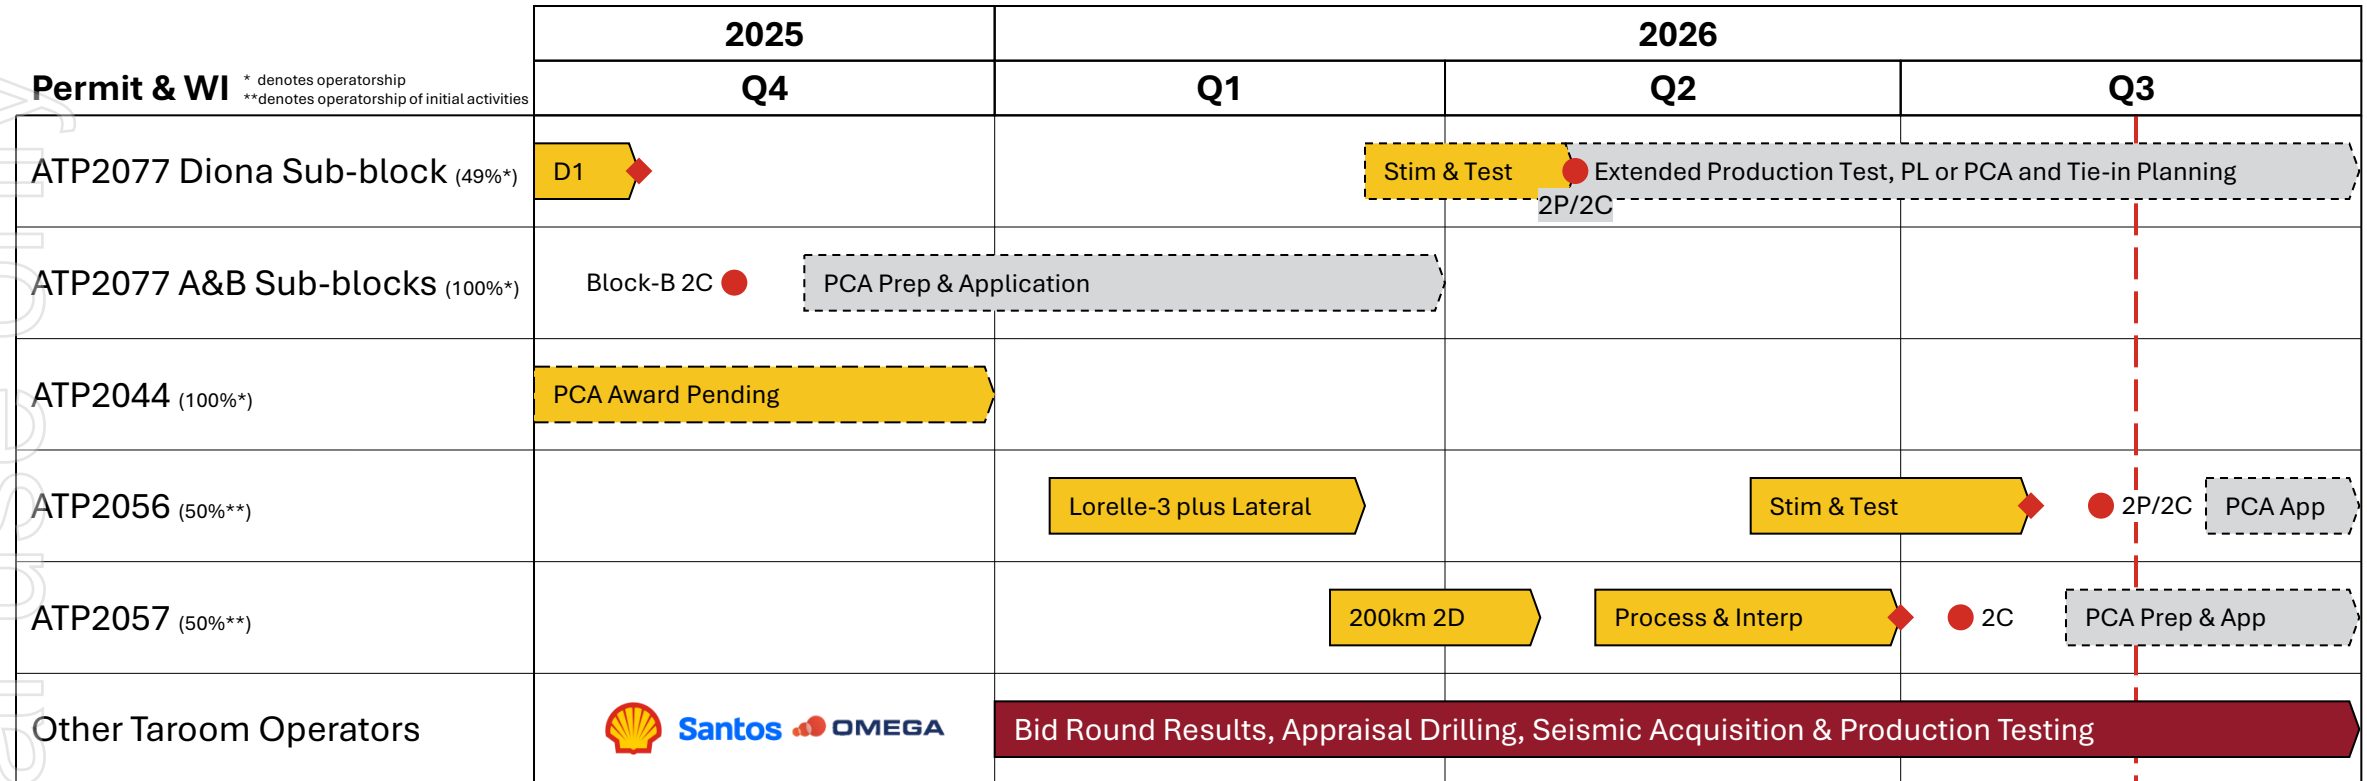 2025
2026
Permit & WI
* denotes operatorship
**denotes operatorship of initial activities
Q4
Q1
Q2
Q3
ATP2077 Diona Sub-block (49%*)
D1
Stim & Test
Extended Production Test, PL or PCA and Tie-in Planning
2P/2C
ATP2077 A&B Sub-blocks (100%*)
Block-B 2C
PCA Prep & Application
ATP2044 (100%*)
PCA Award Pending
ATP2056 (50%**)
Lorelle-3 plus Lateral
Stim & Test
2P/2C
PCA App
ATP2057 (50%**)
200km 2D
Process & Interp
2C
PCA Prep & App
Other Taroom Operators
Santos
OMEGA
Bid Round Results, Appraisal Drilling, Seismic Acquisition & Production Testing